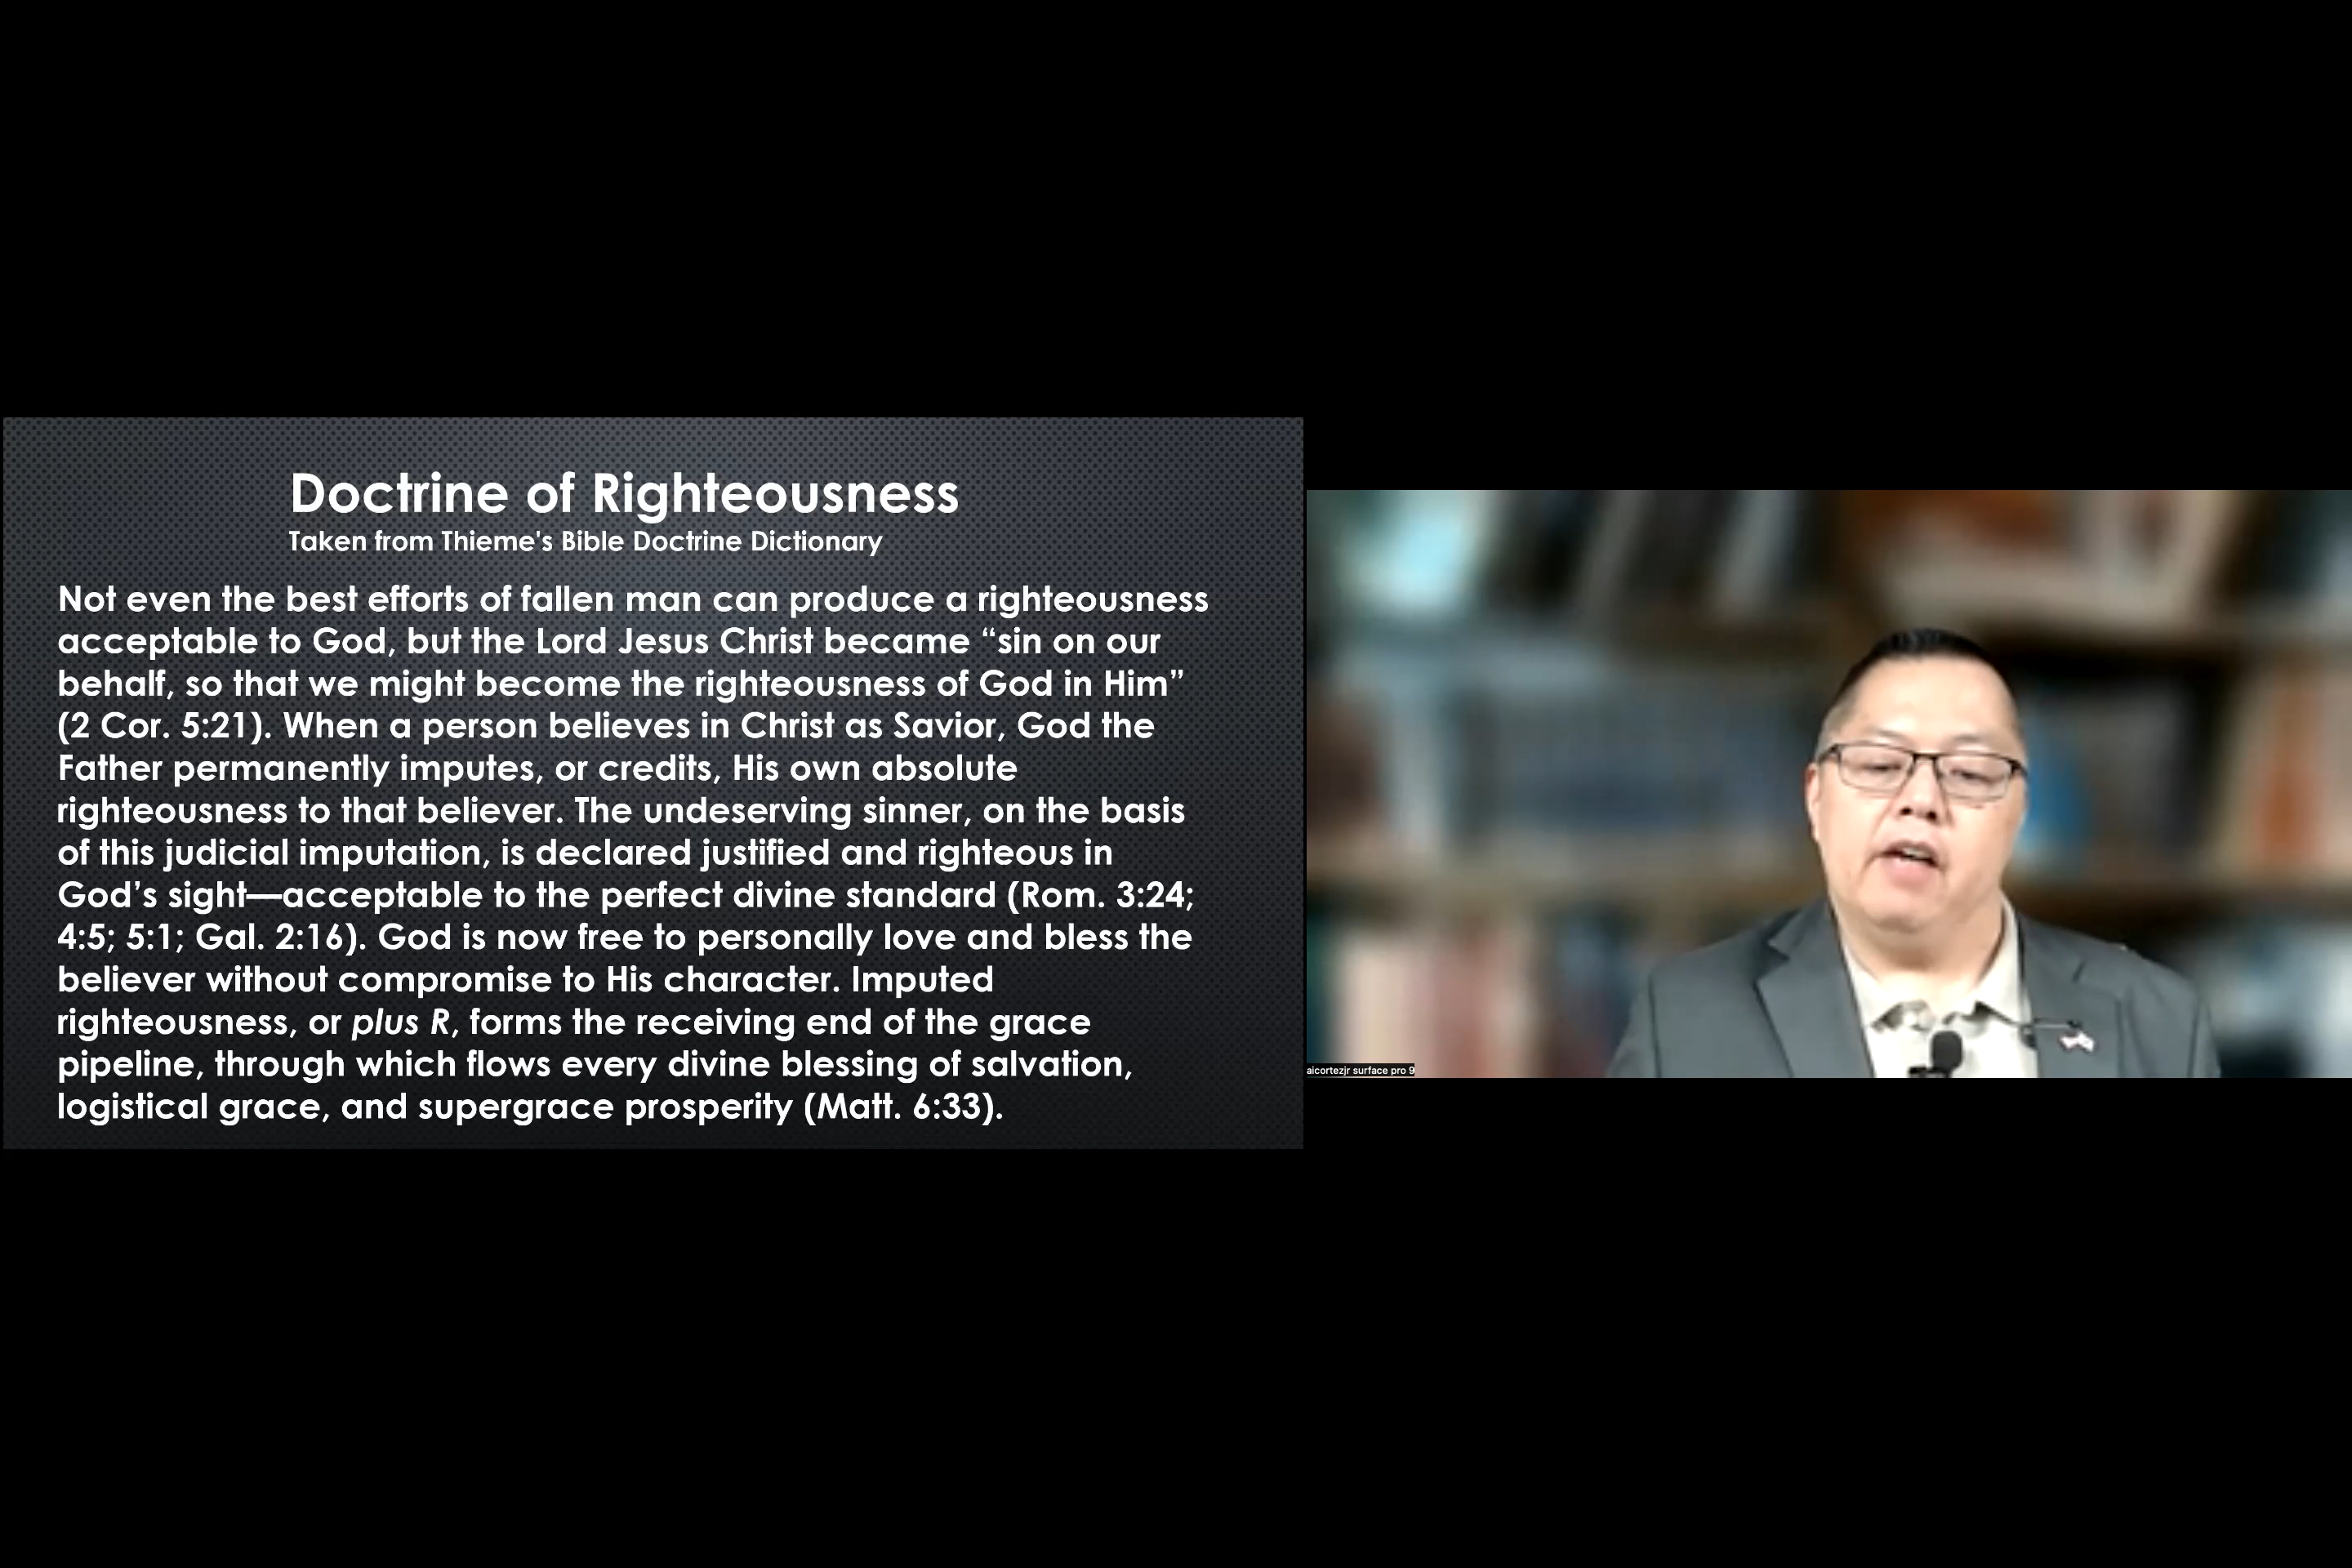 Doctrine of Righteousness
Taken from Thieme's Bible Doctrine Dictionary
Not even the best efforts of fallen man can produce a righteousness
acceptable to God, but the Lord Jesus Christ became “sin on our
behalf, so that we might become the righteousness of God in Him”
(2 Cor. 5:21). When a person believes in Christ as Savior, God the
Father permanently imputes, or credits, His own absolute
righteousness to that believer. The undeserving sinner, on the basis
of this judicial imputation, is declared justified and righteous in
God’s sight—acceptable to the perfect divine standard (Rom. 3:24;
4:5; 5:1; Gal. 2:16). God is now free to personally love and bless the
believer without compromise to His character. Imputed
righteousness, or plus R, forms the receiving end of the grace
pipeline, through which flows every divine blessing of salvation,
logistical grace, and supergrace prosperity (Matt. 6:33).
aicortezjr surface pro 9